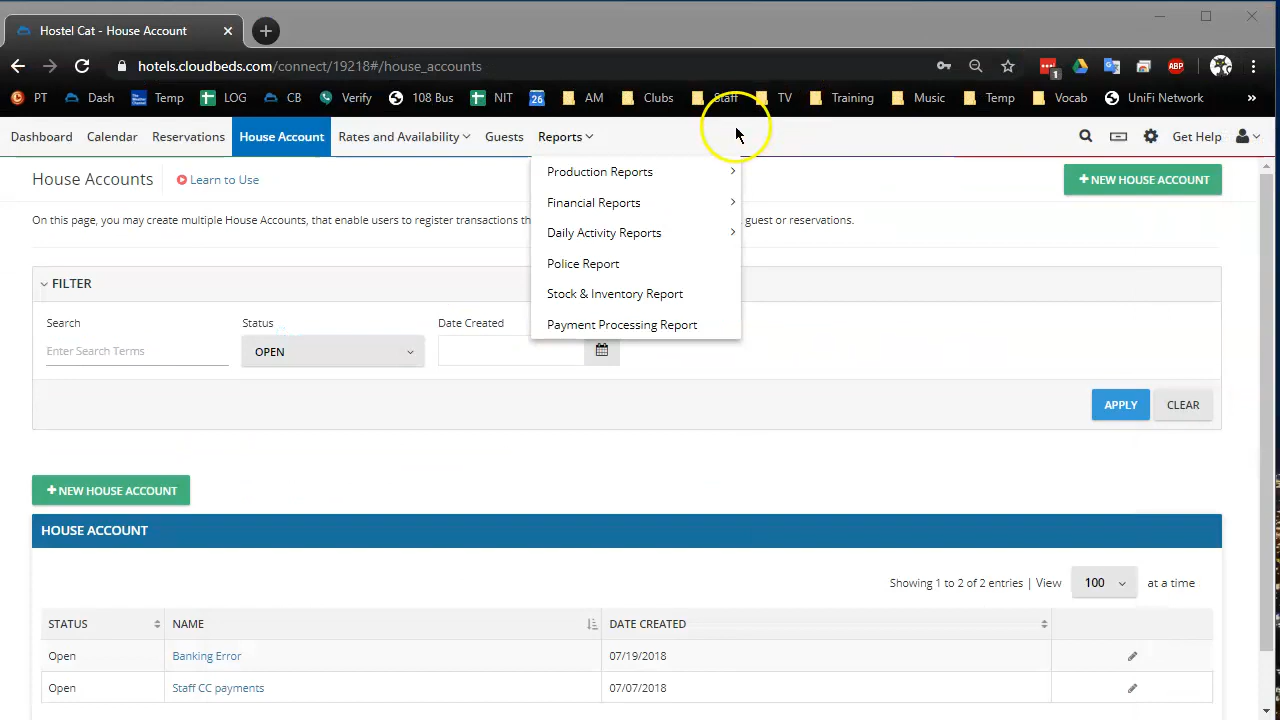 Hostel Cat - House Account
hotels.cloudbeds.com/connect/19218#/house_accounts
1
ABP
PT Dash Temp LOG CB Verify 108 Bus NIT 26 AM Clubs Staff TV Training Music Temp Vocab UniFi Network »
Dashboard Calendar Reservations House Account Rates and Availability Guests Reports Get Help
House Accounts Learn to Use
Production Reports
+ NEW HOUSE ACCOUNT
Financial Reports
On this page, you may create multiple House Accounts, that enable users to register transactions th guest or reservations.
Daily Activity Reports
Police Report
FILTER
Stock & Inventory Report
Search Status Date Created
Payment Processing Report
Enter Search Terms OPEN
APPLY CLEAR
+ NEW HOUSE ACCOUNT
HOUSE ACCOUNT
Showing 1 to 2 of 2 entries | View 100 at a time
STATUS NAME DATE CREATED
Open Banking Error 07/19/2018
Open Staff CC payments 07/07/2018